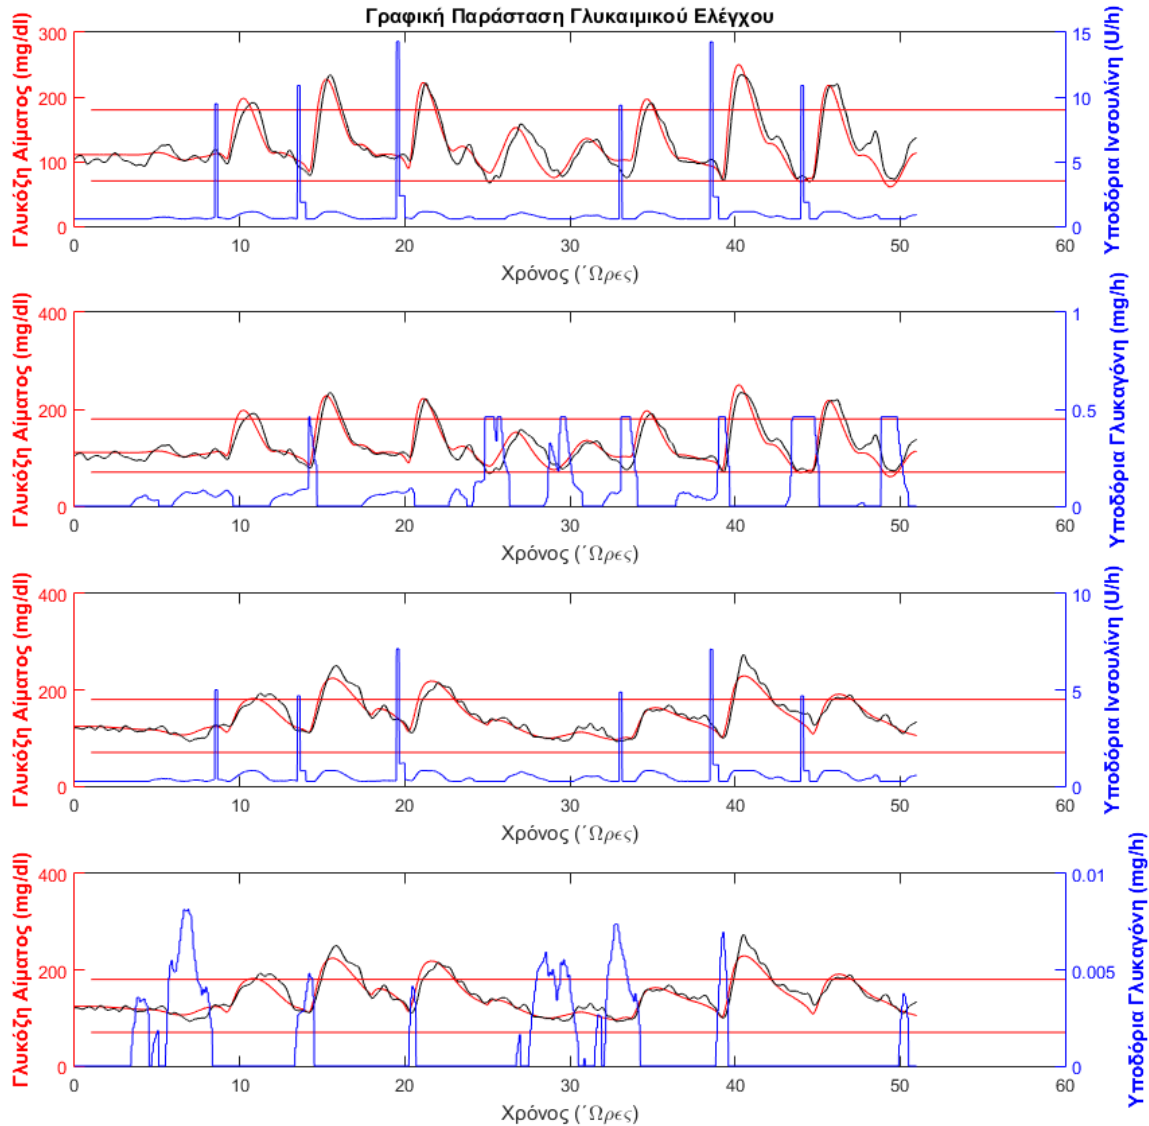 Γραφική Παράσταση Γλυκαιμικού Ελέγχου
Γλυκόζη Αίματος (mg/dl)
300
200
100
0
15
10
5
0
Υποδόρια Ινσουλίνη (U/h)
0 10 20 30 40 50 60
Χρόνος (΄Ωρες)
Γλυκόζη Αίματος (mg/dl)
400
200
0
1
0.5
0
Υποδόρια Γλυκαγόνη (mg/h)
0 10 20 30 40 50 60
Χρόνος (΄Ωρες)
Γλυκόζη Αίματος (mg/dl)
400
200
0
10
5
0
Υποδόρια Ινσουλίνη (U/h)
0 10 20 30 40 50 60
Χρόνος (΄Ωρες)
Γλυκόζη Αίματος (mg/dl)
400
200
0
0.01
0.005
0
Υποδόρια Γλυκαγόνη (mg/h)
0 10 20 30 40 50 60
Χρόνος (΄Ωρες)